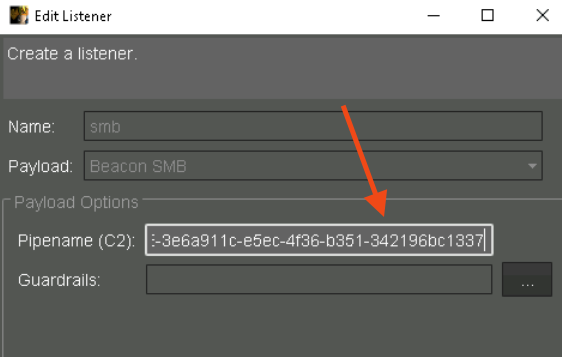 Edit Listener
Create a listener.
Name: smb
Payload: Beacon SMB
Payload Options
Pipename (C2): -3e6a911c-e5ec-4f36-b351-342196bc1337
Guardrails: ...